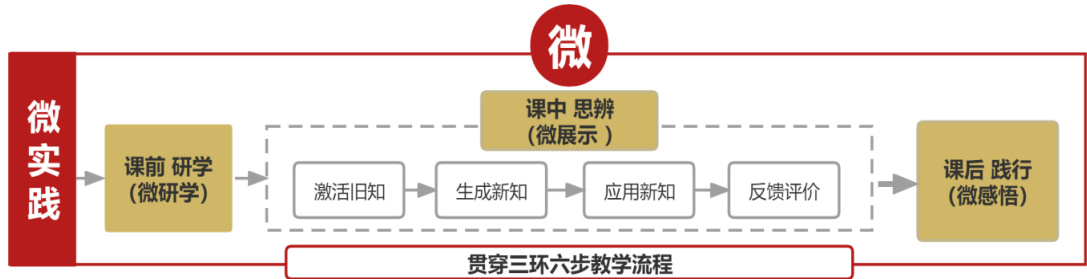 微
微实践
课前 研学
（微研学）
课中 思辨
（微展示 ）
激活旧知
生成新知
应用新知
反馈评价
课后 践行
（微感悟）
贯穿三环六步教学流程